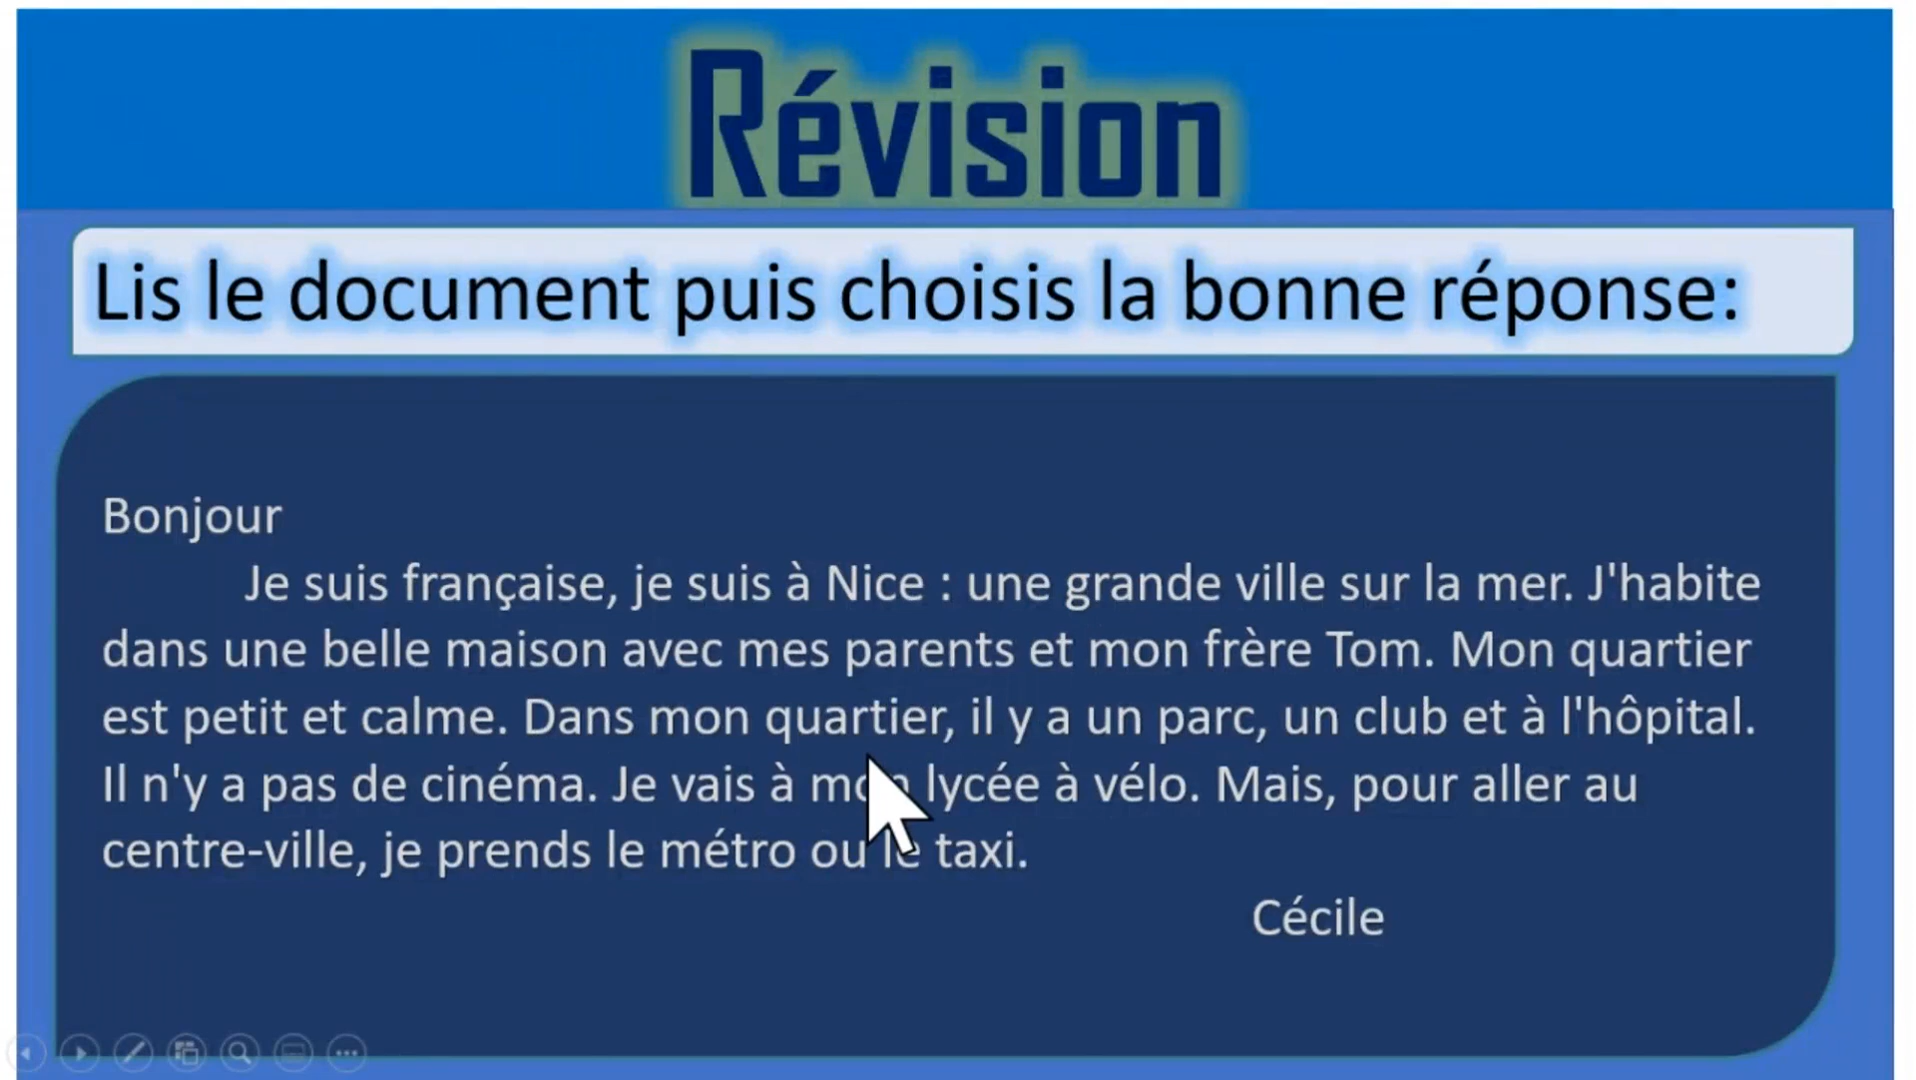 Révision
Lis le document puis choisis la bonne réponse:
Bonjour
Je suis française, je suis à Nice : une grande ville sur la mer. J'habite
dans une belle maison avec mes parents et mon frère Tom. Mon quartier
est petit et calme. Dans mon quartier, il y a un parc, un club et à l'hôpital.
Il n'y a pas de cinéma. Je vais à mon lycée à vélo. Mais, pour aller au
centre-ville, je prends le métro ou le taxi.
Cécile